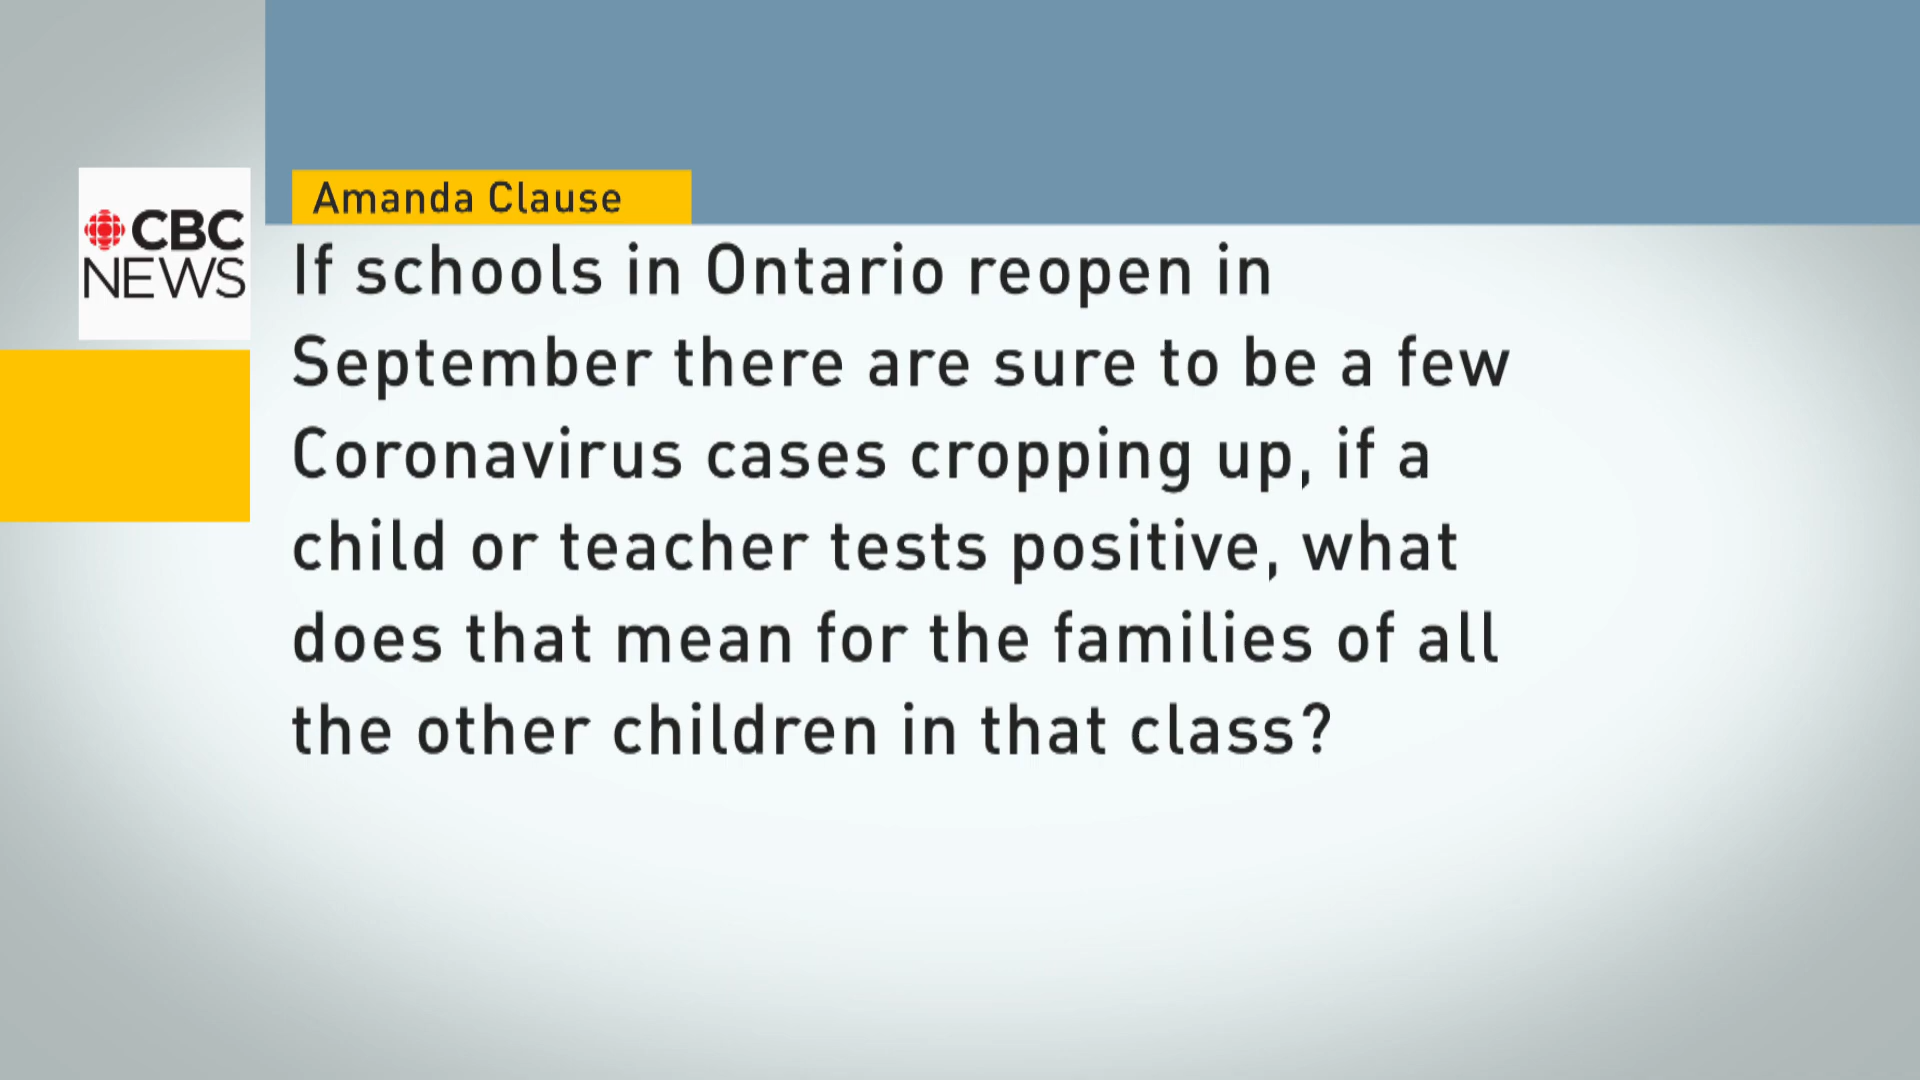 CBC
NEWS
Amanda Clause
If schools in Ontario reopen in
September there are sure to be a few
Coronavirus cases cropping up, if a
child or teacher tests positive, what
does that mean for the families of all
the other children in that class?